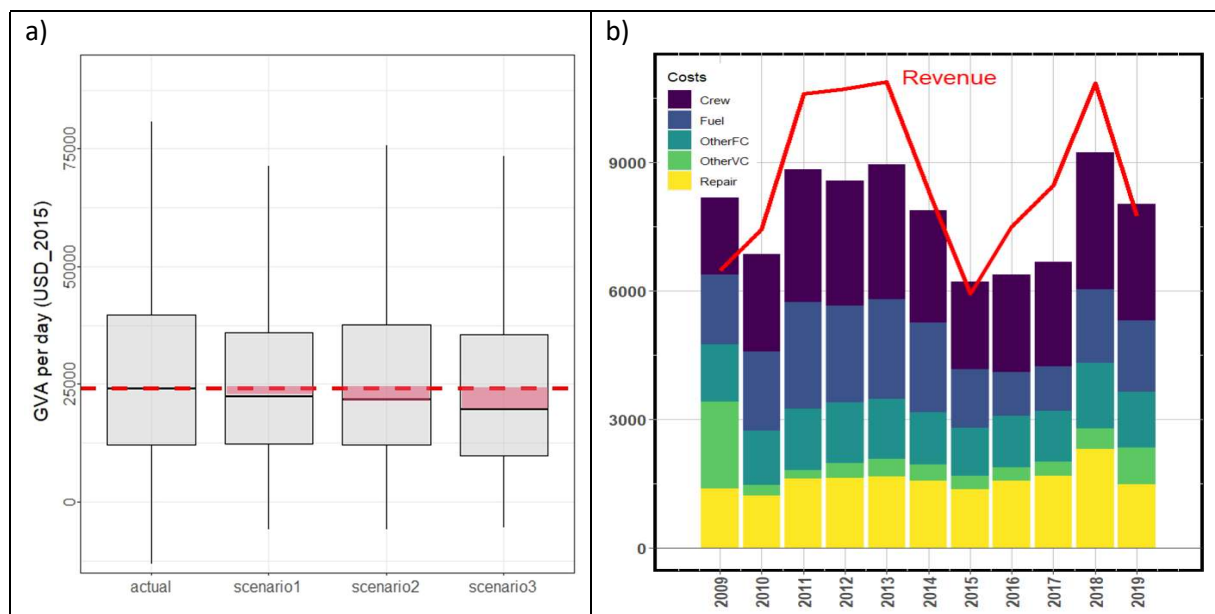 a)
GVA per day (USD_2015)
75000
50000
25000
0
actual scenario1 scenario2 scenario3
b)
Revenue
Costs
Crew
Fuel
OtherFC
OtherVC
Repair
9000
6000
3000
0
2009 2010 2011 2012 2013 2014 2015 2016 2017 2018 2019